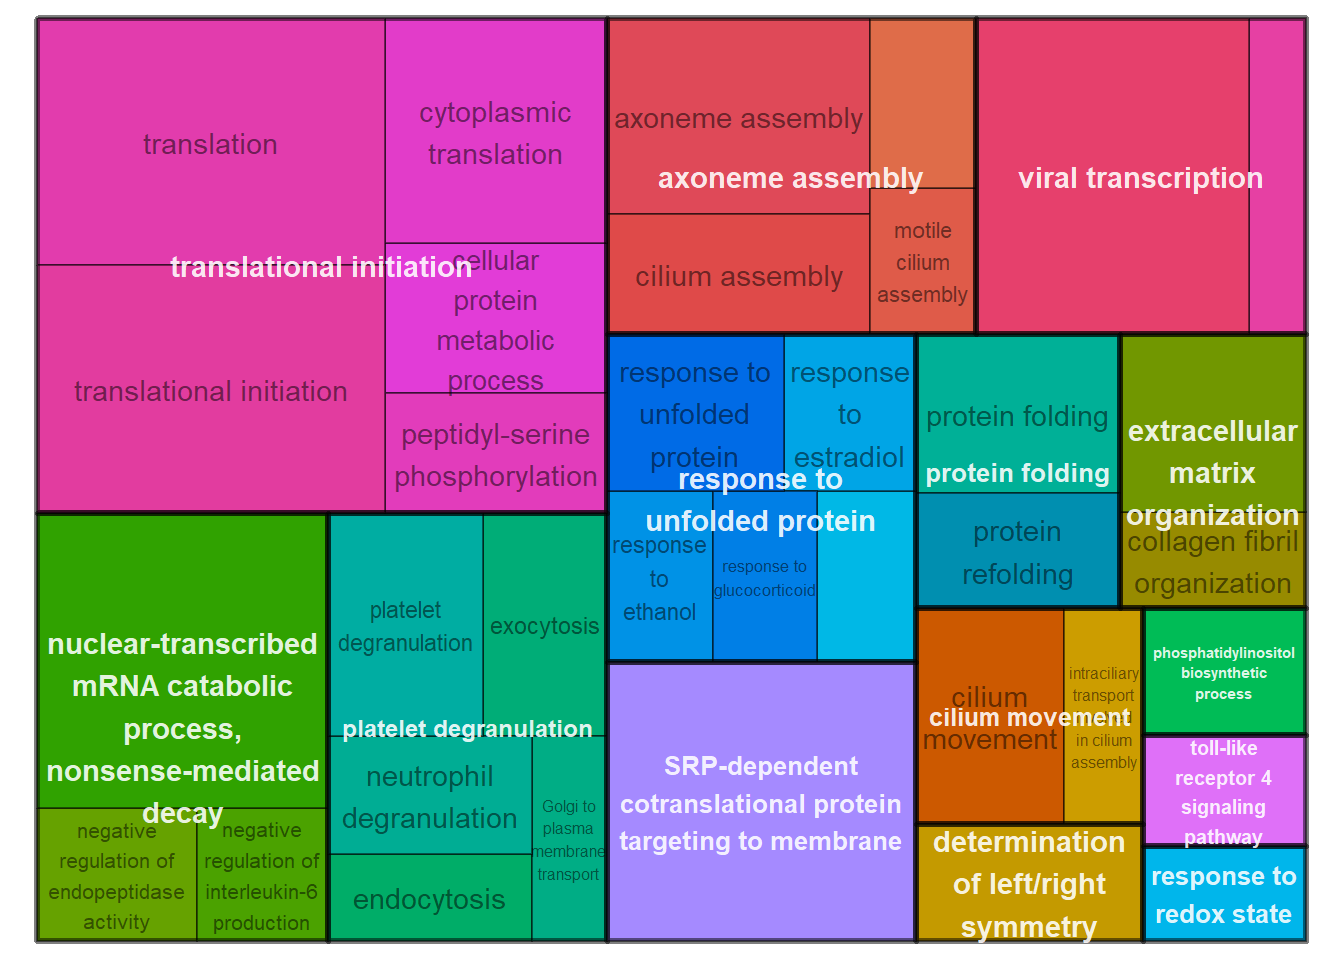 translation
cytoplasmic
translation
translational initiation
cellular
protein
metabolic
process
translational initiation
peptidyl-serine
phosphorylation
axoneme assembly
axoneme assembly
cilium assembly
motile
cilium
assembly
viral transcription
response to
unfolded
protein
response
to
estradiol
response to
unfolded protein
response
to
ethanol
response to
glucocorticoid
protein folding
protein folding
protein
refolding
extracellular
matrix
organization
collagen fibril
organization
nuclear-transcribed
mRNA catabolic
process,
nonsense-mediated
decay
negative
regulation of
endopeptidase
activity
negative
regulation of
interleukin-6
production
platelet
degranulation
exocytosis
platelet degranulation
neutrophil
degranulation
Golgi to
plasma
membrane
transport
endocytosis
SRP-dependent
cotranslational protein
targeting to membrane
cilium
movement
cilium movement
intraciliary
transport
in cilium
assembly
phosphatidylinositol
biosynthetic
process
toll-like
receptor 4
signaling
pathway
determination
of left/right
symmetry
response to
redox state